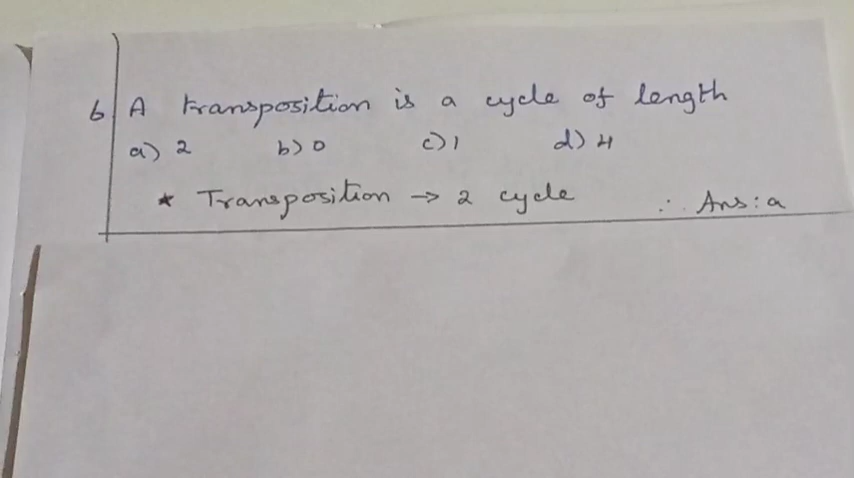 6 A transposition is a cycle of length
a) 2 b) 0 c) 1 d) 4
* Transposition → 2 cycle ∴ Ans: a